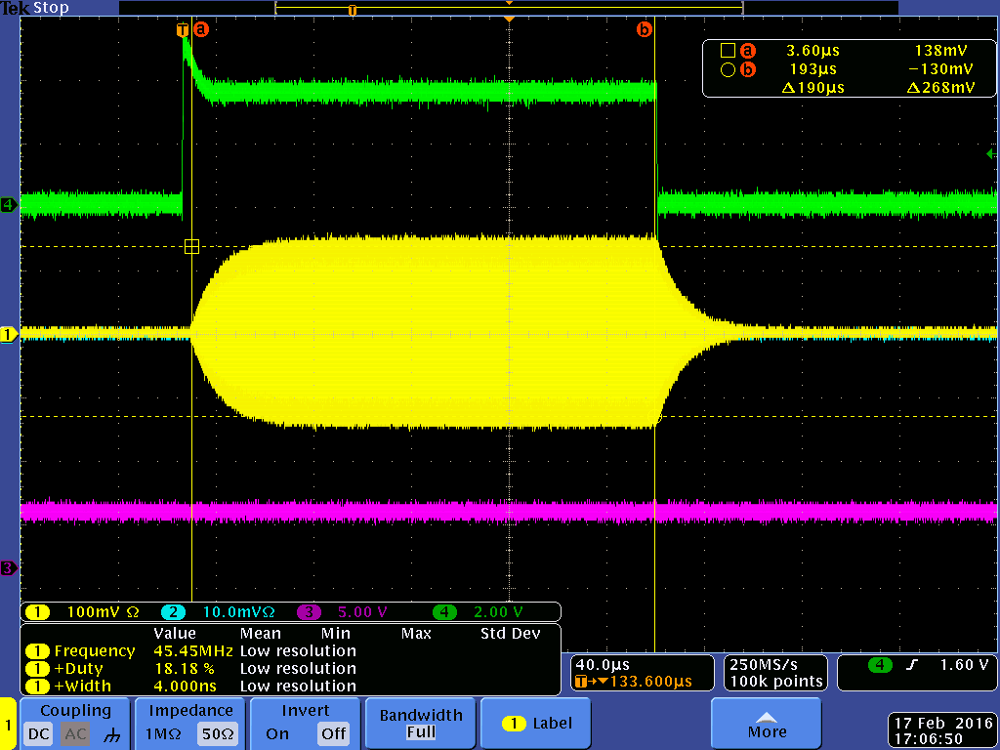 Tek Stop
T
T a b
a 3.60µs 138mV
b 193µs −130mV
Δ190µs Δ268mV
4
1
3
1 100mV Ω 2 10.0mVΩ 3 5.00 V 4 2.00 V
Value Mean Min Max Std Dev
1 Frequency 45.45MHz Low resolution
1 +Duty 18.18 % Low resolution
1 +Width 4.000ns Low resolution
40.0µs
T→▼133.600µs
250MS/s
100k points
4 1.60 V
1
Coupling
DC AC
Impedance
1MΩ 50Ω
Invert
On Off
Bandwidth
Full
1 Label
More
17 Feb 2016
17:06:50